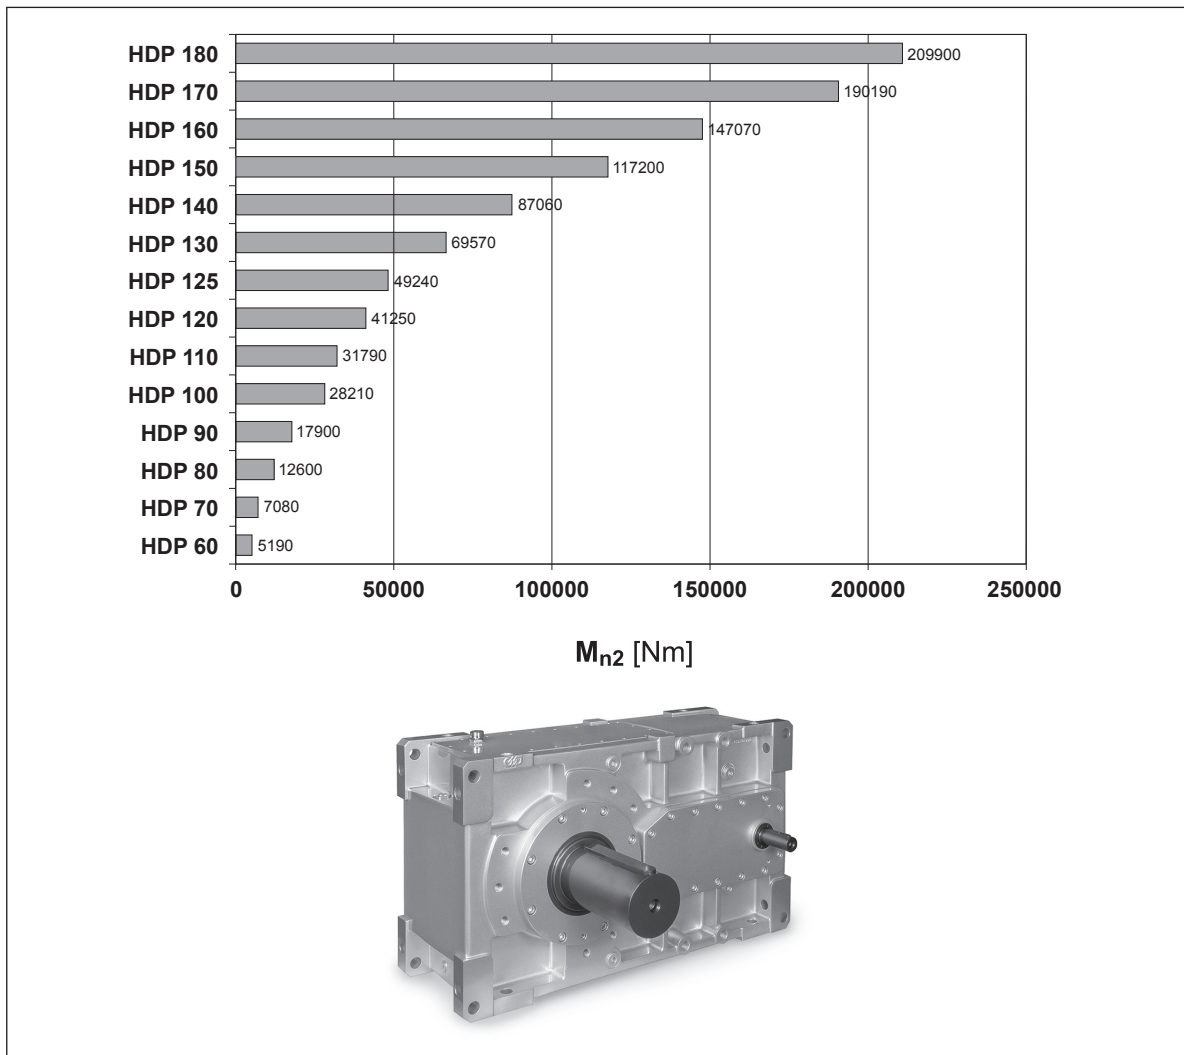 HDP 180 209900
HDP 170 190190
HDP 160 147070
HDP 150 117200
HDP 140 87060
HDP 130 69570
HDP 125 49240
HDP 120 41250
HDP 110 31790
HDP 100 28210
HDP 90 17900
HDP 80 12600
HDP 70 7080
HDP 60 5190
0 50000 100000 150000 200000 250000
Mn2 [Nm]